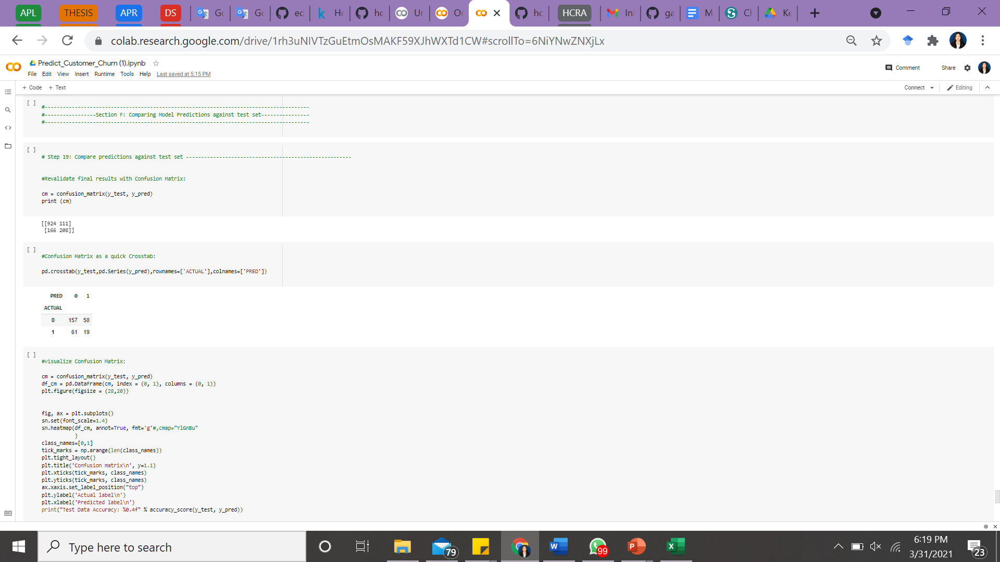 APL THESIS APR DS Gc Gc ec Hc hc Ur Or hc HCRA In ga M Cl Ke
colab.research.google.com/drive/1rh3uNIVTzGuEtmOsMAKF59XJhWXTd1CW#scrollTo=6NiYNwZNXjLx
Predict_Customer_Churn (1).ipynb
File Edit View Insert Runtime Tools Help Last saved at 5:15 PM
Comment Share
+ Code + Text
Connect Editing
[ ]
#----------------------------------------------------------------------------------------
#-----------------Section F: Comparing Model Predictions against test set----------------
#----------------------------------------------------------------------------------------
[ ]
# Step 19: Compare predictions against test set -------------------------------------------------------
#Revalidate final results with Confusion Matrix:
cm = confusion_matrix(y_test, y_pred)
print (cm)
[[924 111]
[166 208]]
[ ]
#Confusion Matrix as a quick Crosstab:
pd.crosstab(y_test,pd.Series(y_pred),rownames=['ACTUAL'],colnames=['PRED'])
PRED 0 1
ACTUAL
0 157 50
1 61 19
[ ]
#visualize Confusion Matrix:
cm = confusion_matrix(y_test, y_pred)
df_cm = pd.DataFrame(cm, index = (0, 1), columns = (0, 1))
plt.figure(figsize = (28,20))
fig, ax = plt.subplots()
sn.set(font_scale=1.4)
sn.heatmap(df_cm, annot=True, fmt='g'#,cmap="YlGnBu"
)
class_names=[0,1]
tick_marks = np.arange(len(class_names))
plt.tight_layout()
plt.title('Confusion matrix\n', y=1.1)
plt.xticks(tick_marks, class_names)
plt.yticks(tick_marks, class_names)
ax.xaxis.set_label_position("top")
plt.ylabel('Actual label\n')
plt.xlabel('Predicted label\n')
print("Test Data Accuracy: %0.4f" % accuracy_score(y_test, y_pred))
Type here to search
79
99
6:19 PM
3/31/2021
23